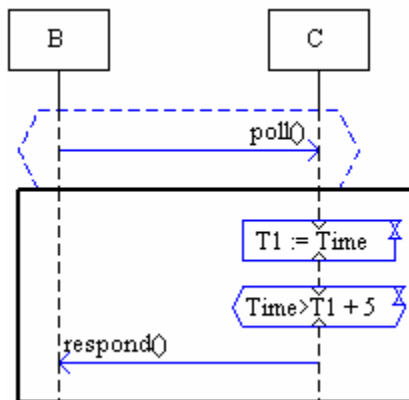 B
C
poll()
T1 := Time
Time>T1 + 5
respond()